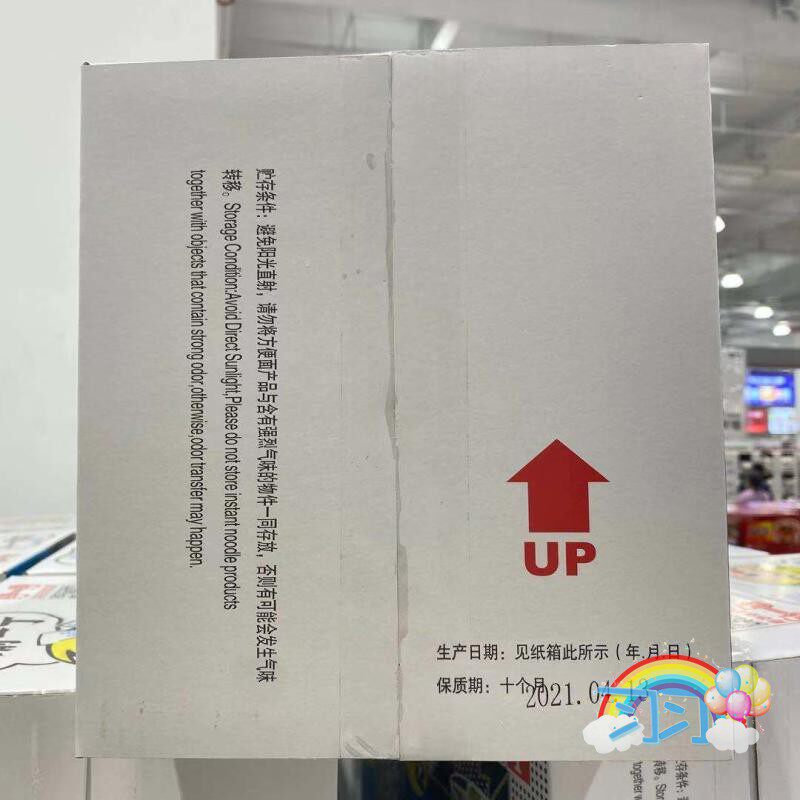 贮存条件：避免阳光直射，请勿将方便面产品与含有强烈气味的物件一同存放，否则有可能会发生气味
转移。Storage Condition:Avoid Direct Sunlight,Please do not store instant noodle products
together with objects that contain strong odor,otherwise,odor transfer may happen.
UP
生产日期：见纸箱此所示（年.月.日）
保质期：十个月
2021.04.13